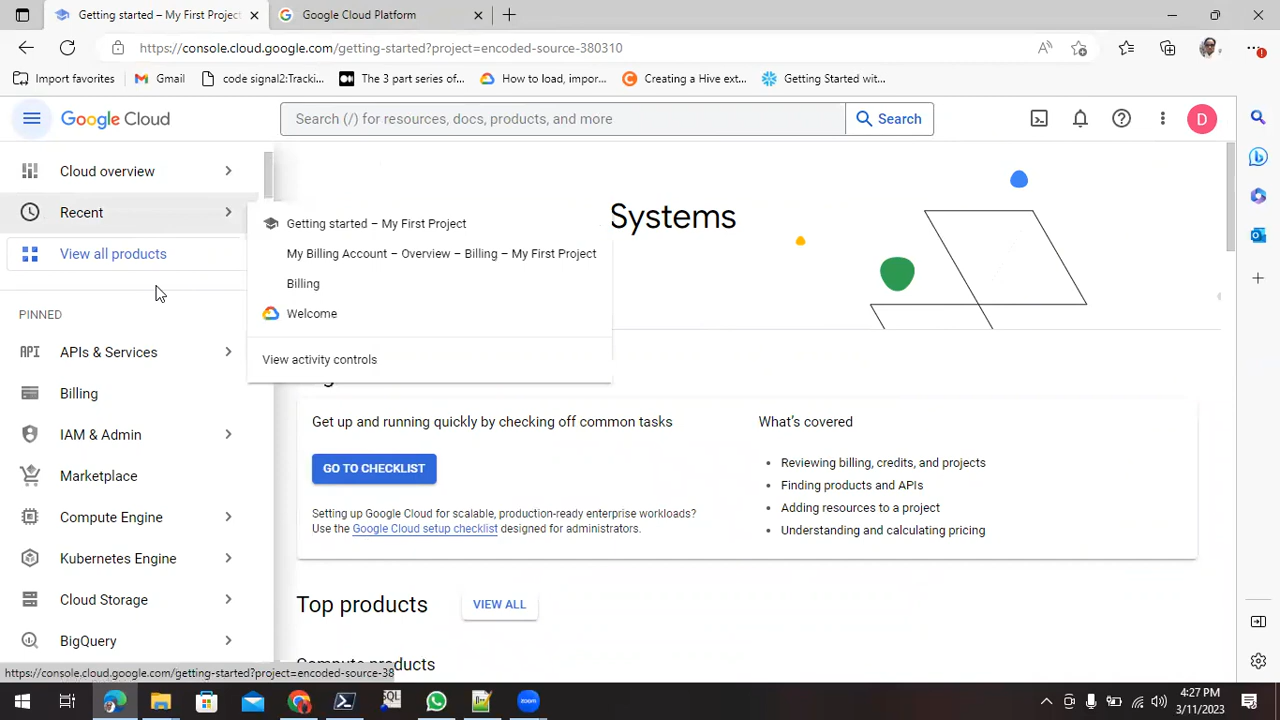 Getting started – My First Project
Google Cloud Platform
https://console.cloud.google.com/getting-started?project=encoded-source-380310
Import favorites
Gmail
code signal2:Tracki...
The 3 part series of...
How to load, impor...
Creating a Hive ext...
Getting Started wit...
Google Cloud
Search (/) for resources, docs, products, and more
Search
D
Cloud overview
Recent
View all products
PINNED
APIs & Services
Billing
IAM & Admin
Marketplace
Compute Engine
Kubernetes Engine
Cloud Storage
BigQuery
Getting started – My First Project
My Billing Account – Overview – Billing – My First Project
Billing
Welcome
View activity controls
Systems
Get up and running quickly by checking off common tasks
GO TO CHECKLIST
Setting up Google Cloud for scalable, production-ready enterprise workloads?
Use the Google Cloud setup checklist designed for administrators.
What's covered
• Reviewing billing, credits, and projects
• Finding products and APIs
• Adding resources to a project
• Understanding and calculating pricing
Top products
VIEW ALL
Compute products
https://console.cloud.google.com/getting-started?project=encoded-source-38
API
SQL
zoom
4:27 PM
3/11/2023